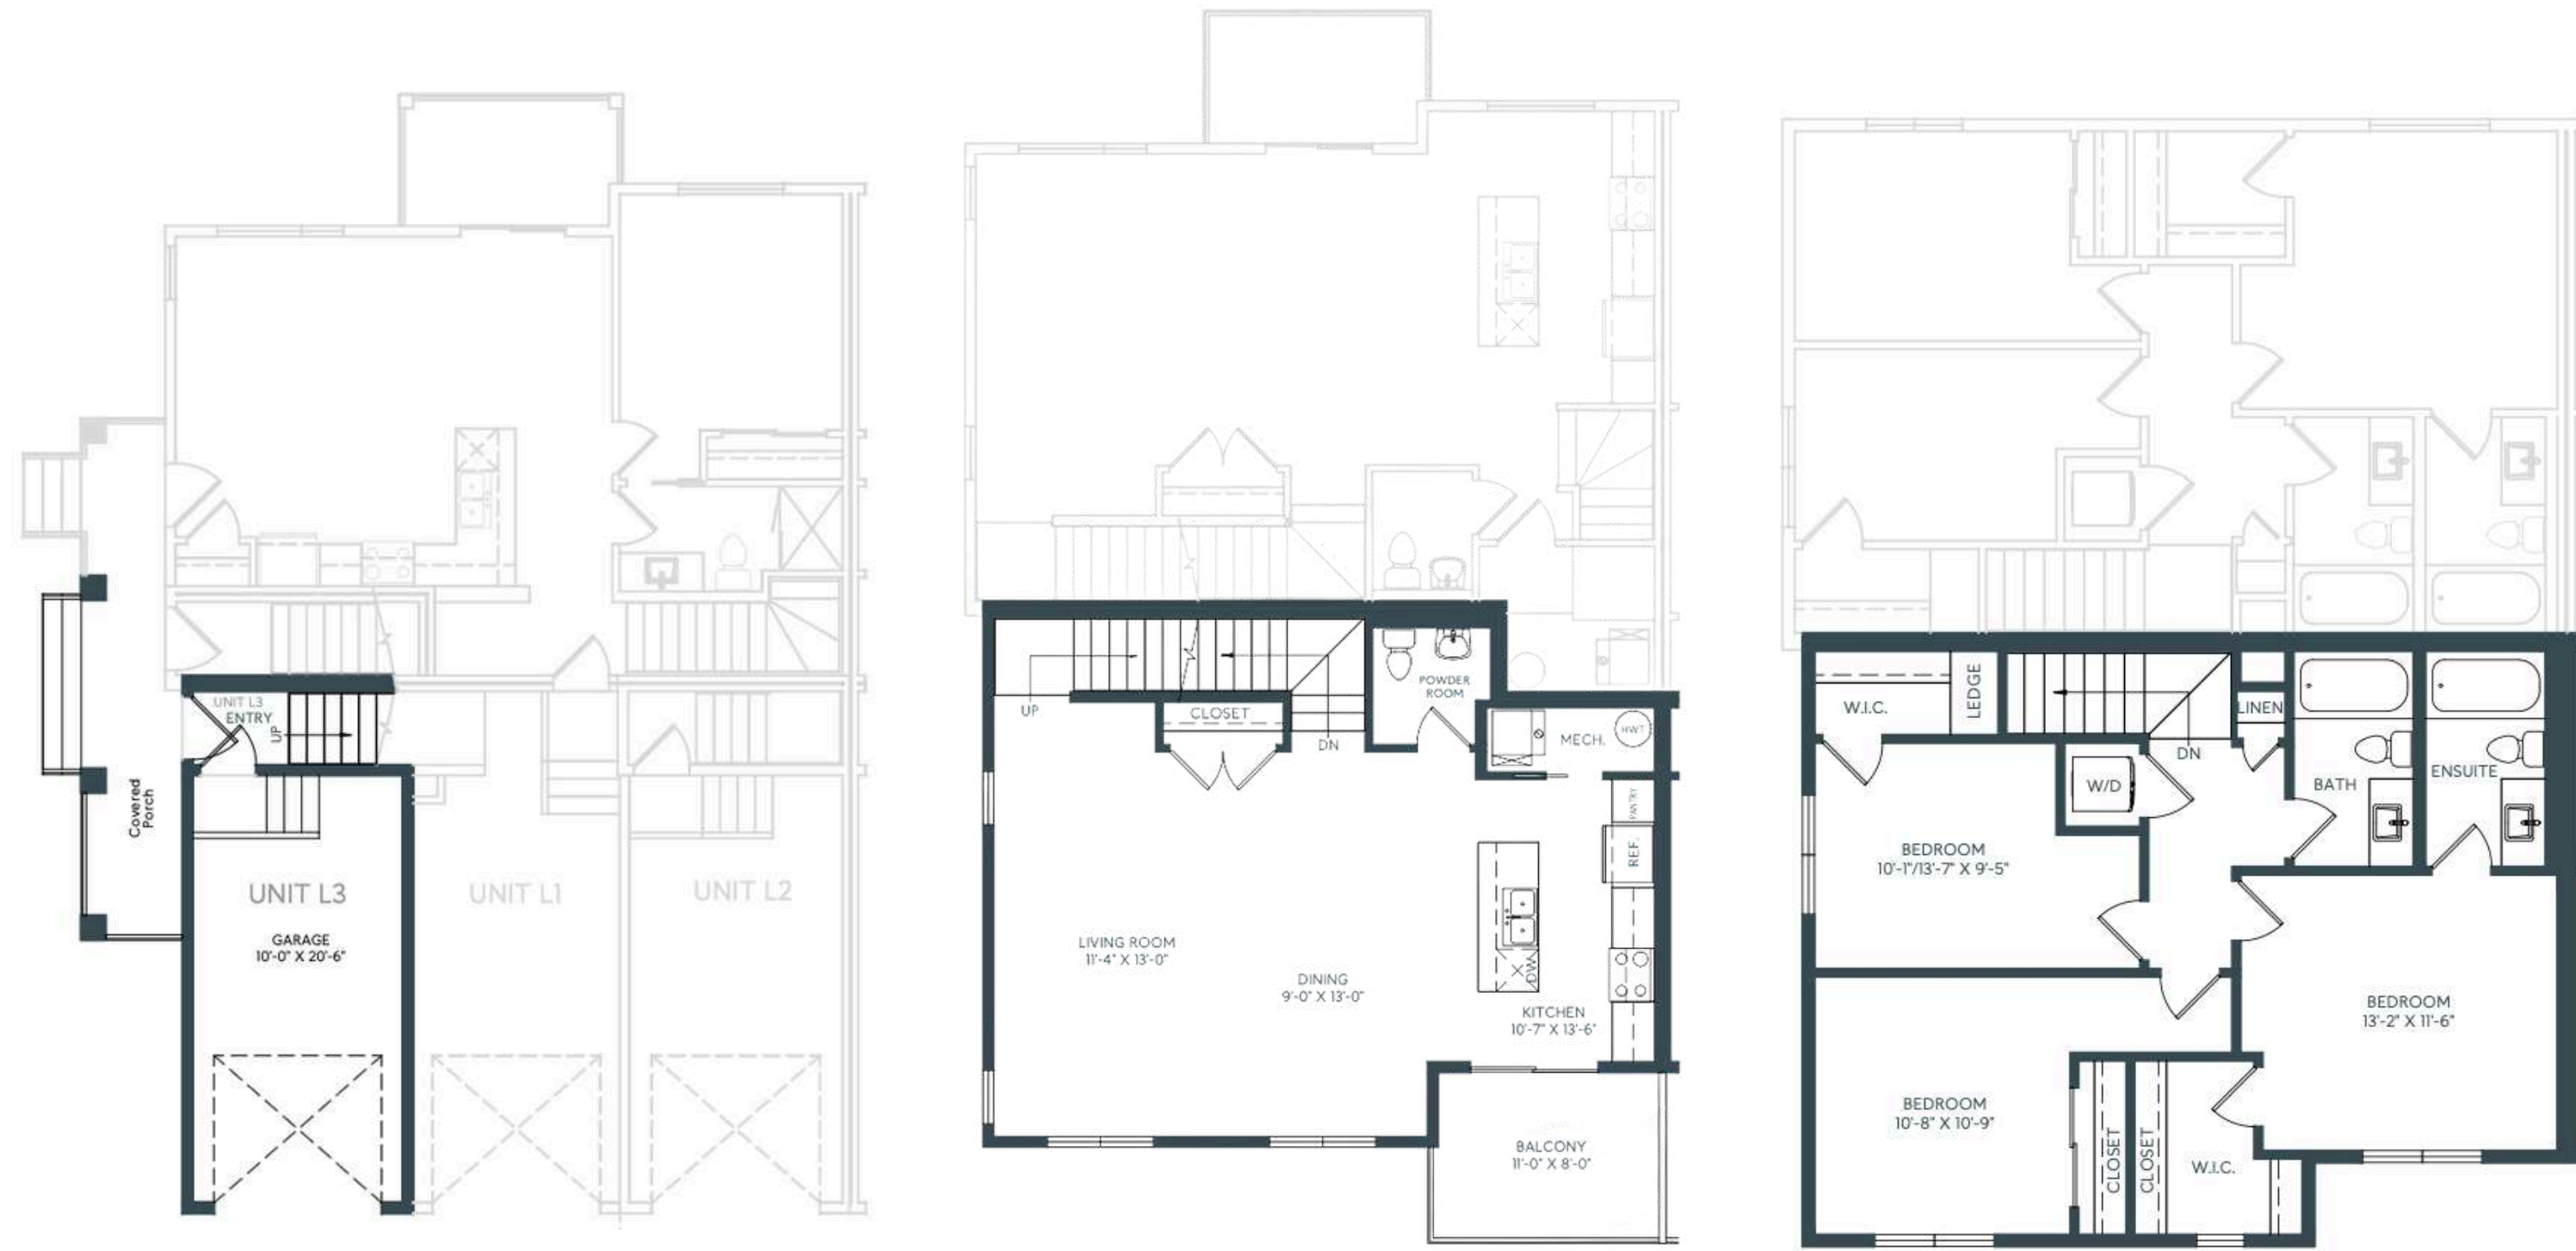 UNIT L3
ENTRY
UP
Covered
Porch
UNIT L3
GARAGE
10'-0" X 20'-6"
UNIT L1
UNIT L2
UP
CLOSET
DN
POWDER
ROOM
MECH.
HWT
PANTRY
REF.
DW
LIVING ROOM
11'-4" X 13'-0"
DINING
9'-0" X 13'-0"
KITCHEN
10'-7" X 13'-6"
BALCONY
11'-0" X 8'-0"
W.I.C.
LEDGE
DN
LINEN
W/D
BATH
ENSUITE
BEDROOM
10'-1"/13'-7" X 9'-5"
BEDROOM
13'-2" X 11'-6"
BEDROOM
10'-8" X 10'-9"
CLOSET
CLOSET
W.I.C.